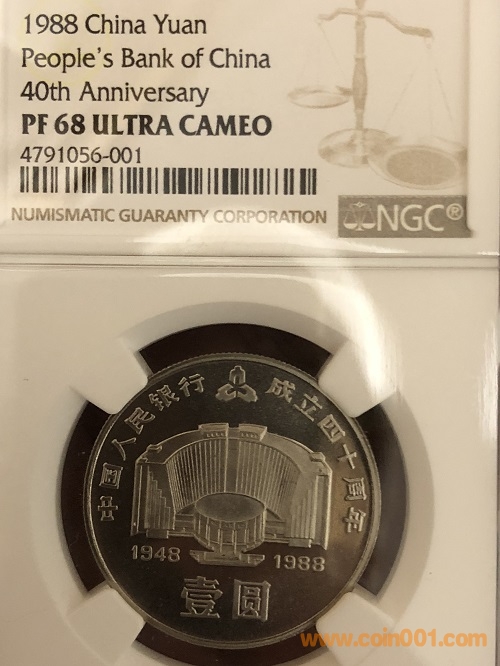 1988 China Yuan
People's Bank of China
40th Anniversary
PF 68 ULTRA CAMEO
4791056-001
NUMISMATIC GUARANTY CORPORATION
NGC®
中国人民银行 成立四十周年
1948 1988
壹圆
www.coin001.com